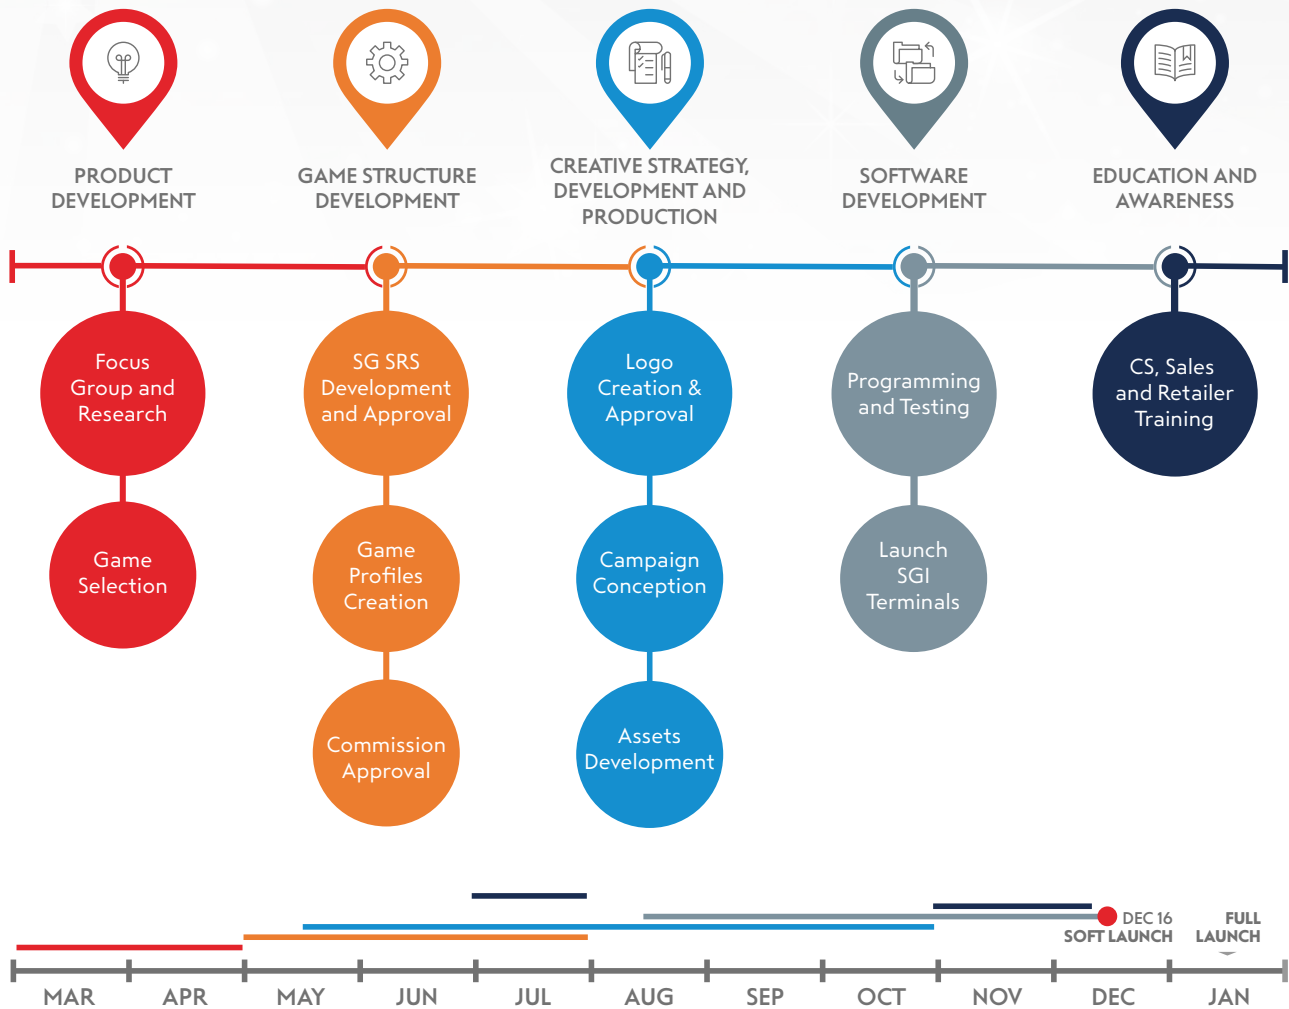 PRODUCT
DEVELOPMENT
GAME STRUCTURE
DEVELOPMENT
CREATIVE STRATEGY,
DEVELOPMENT AND
PRODUCTION
SOFTWARE
DEVELOPMENT
EDUCATION AND
AWARENESS
Focus
Group and
Research
SG SRS
Development
and Approval
Logo
Creation &
Approval
Programming
and Testing
CS, Sales
and Retailer
Training
Game
Selection
Game
Profiles
Creation
Campaign
Conception
Launch
SGI
Terminals
Commission
Approval
Assets
Development
DEC 16
SOFT LAUNCH
FULL
LAUNCH
MAR
APR
MAY
JUN
JUL
AUG
SEP
OCT
NOV
DEC
JAN